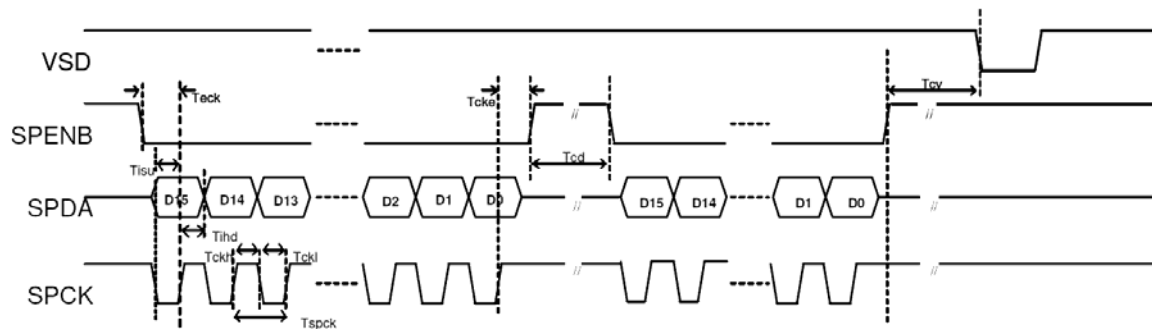 VSD
Tcy
Teck
Tcke
SPENB
Tcd
Tisu
SPDA
D15 D14 D13 D2 D1 D0 D15 D14 D1 D0
Tihd
Tckh Tckl
SPCK
Tspck